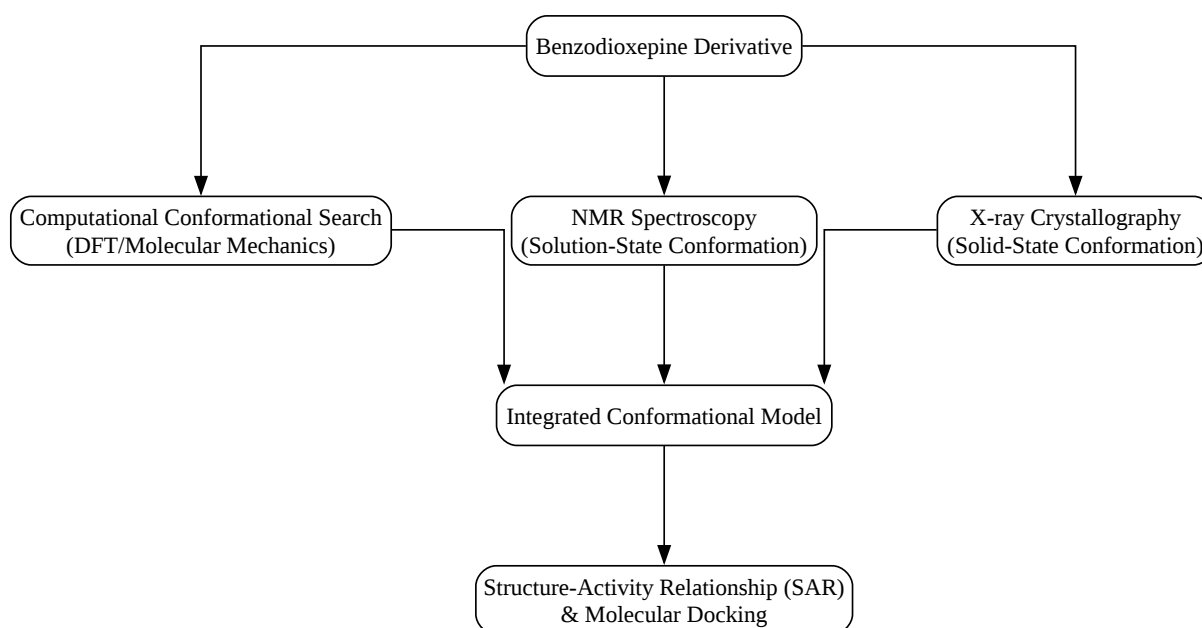 Benzodioxepine Derivative
Computational Conformational Search
(DFT/Molecular Mechanics)
NMR Spectroscopy
(Solution-State Conformation)
X-ray Crystallography
(Solid-State Conformation)
Integrated Conformational Model
Structure-Activity Relationship (SAR)
& Molecular Docking